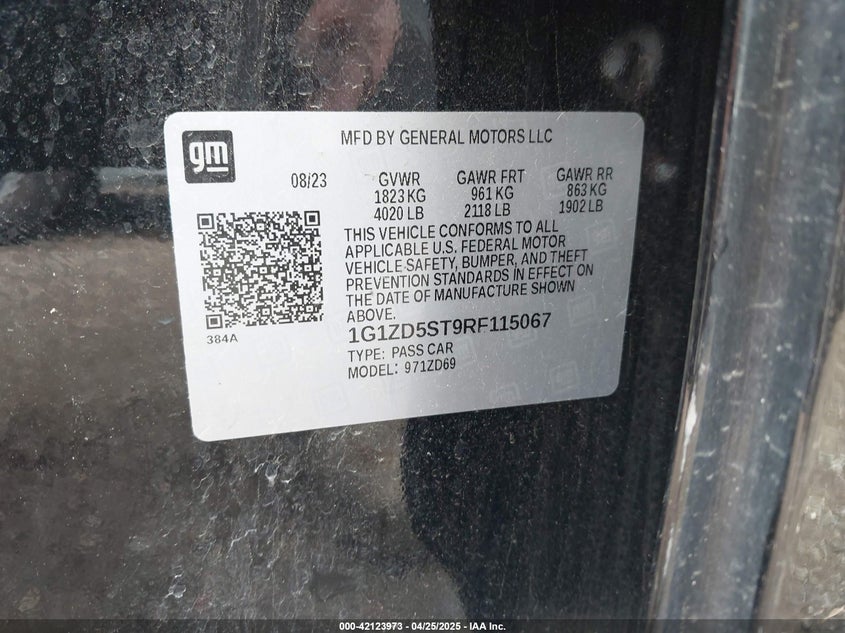 gm
MFD BY GENERAL MOTORS LLC
08/23
GVWR GAWR FRT GAWR RR
1823 KG 961 KG 863 KG
4020 LB 2118 LB 1902 LB
THIS VEHICLE CONFORMS TO ALL
APPLICABLE U.S. FEDERAL MOTOR
VEHICLE SAFETY, BUMPER, AND THEFT
PREVENTION STANDARDS IN EFFECT ON
THE DATE OF MANUFACTURE SHOWN
ABOVE.
384A
1G1ZD5ST9RF115067
TYPE: PASS CAR
MODEL: 971ZD69
000-42123973 - 04/25/2025 - IAA Inc.